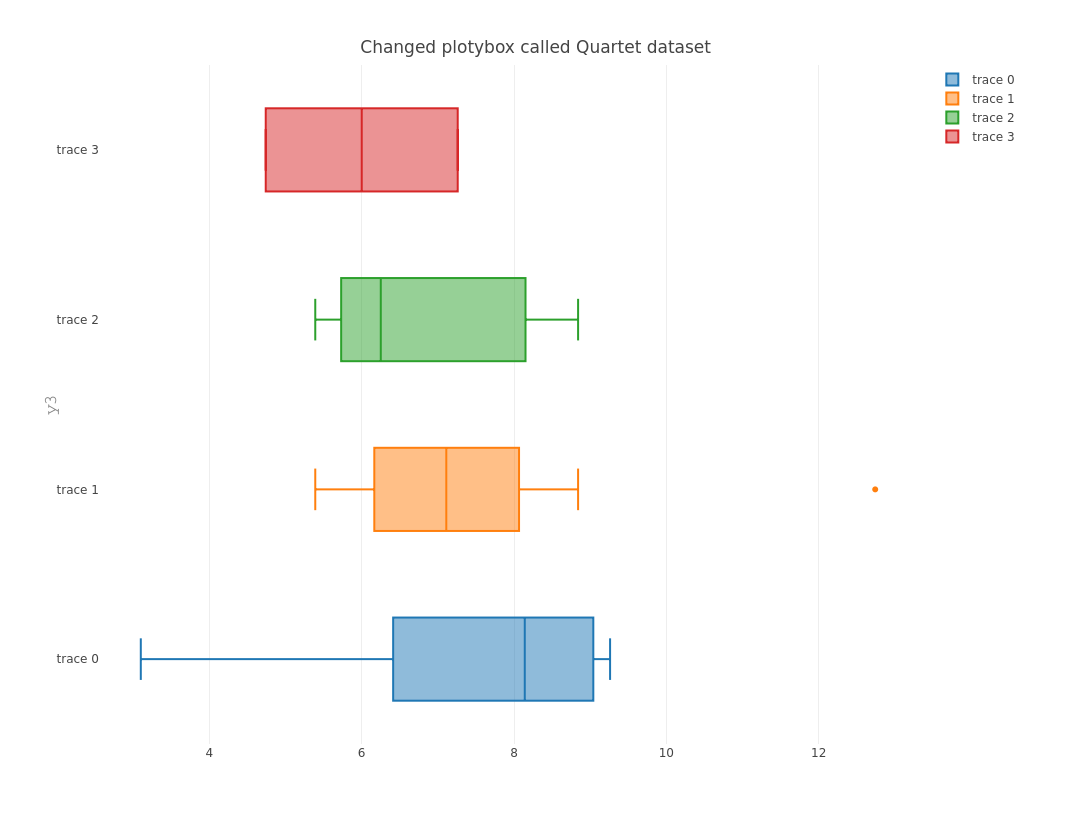 Changed plotybox called Quartet dataset
trace 0
trace 1
trace 2
trace 3
trace 3
trace 2
trace 1
trace 0
y3
4 6 8 10 12